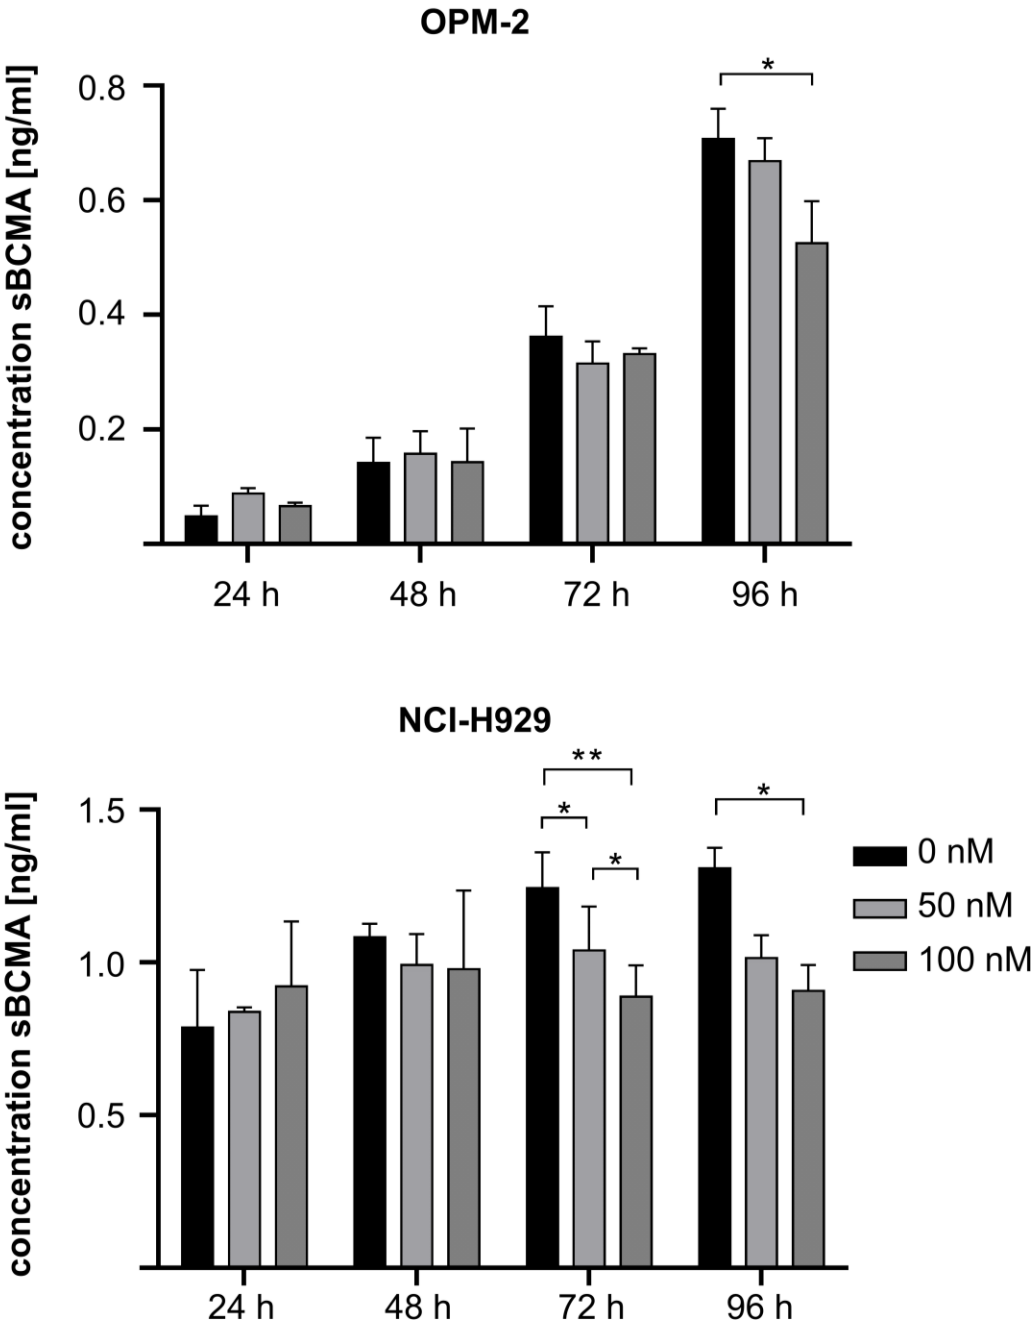 OPM-2
concentration sBCMA [ng/ml]
0.8
0.6
0.4
0.2
*
24 h
48 h
72 h
96 h
NCI-H929
concentration sBCMA [ng/ml]
1.5
1.0
0.5
**
*
*
*
0 nM
50 nM
100 nM
24 h
48 h
72 h
96 h